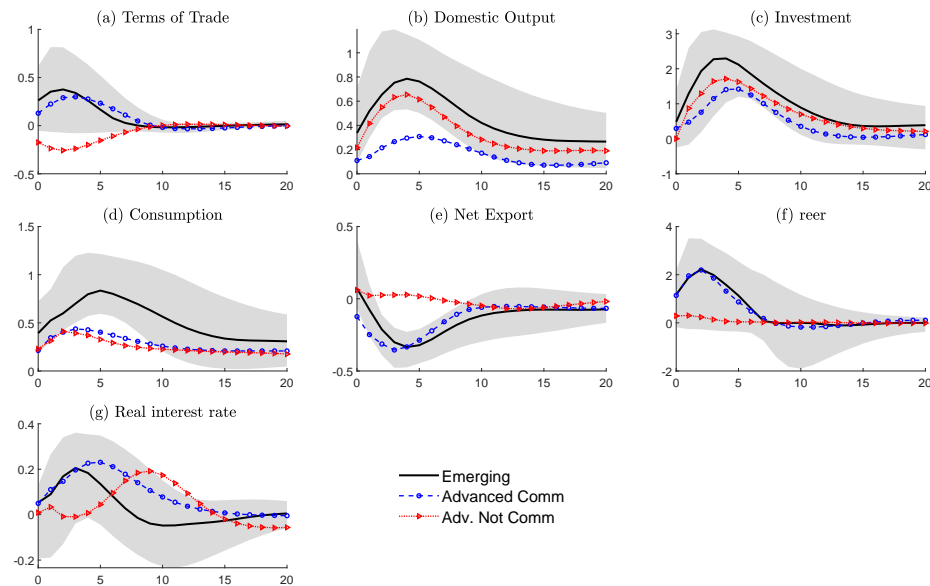 (a) Terms of Trade
1
0.5
0
-0.5
0 5 10 15 20
(b) Domestic Output
1
0.8
0.6
0.4
0.2
0
0 5 10 15 20
(c) Investment
3
2
1
0
-1
0 5 10 15 20
(d) Consumption
1.5
1
0.5
0
0 5 10 15 20
(e) Net Export
0.5
0
-0.5
0 5 10 15 20
(f) reer
4
2
0
-2
0 5 10 15 20
(g) Real interest rate
0.4
0.2
0
-0.2
0 5 10 15 20
Emerging
Advanced Comm
Adv. Not Comm